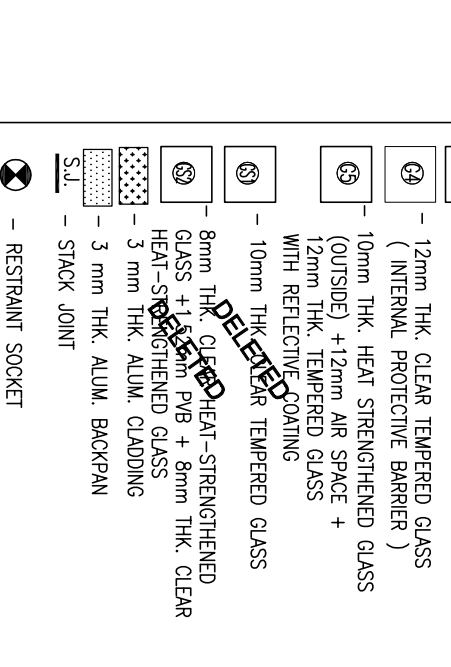 G4 - 12mm THK. CLEAR TEMPERED GLASS
( INTERNAL PROTECTIVE BARRIER )
G5 - 10mm THK. HEAT STRENGTHENED GLASS
(OUTSIDE) +12mm AIR SPACE +
12mm THK. TEMPERED GLASS
WITH REFLECTIVE COATING
GS1 - 10mm THK. CLEAR TEMPERED GLASS
DELETED
GS2 - 8mm THK. CLEAR HEAT-STRENGTHENED
GLASS +1.52mm PVB + 8mm THK. CLEAR
HEAT-STRENGTHENED GLASS
DELETED
- 3 mm THK. ALUM. CLADDING
- 3 mm THK. ALUM. BACKPAN
S.J. - STACK JOINT
- RESTRAINT SOCKET